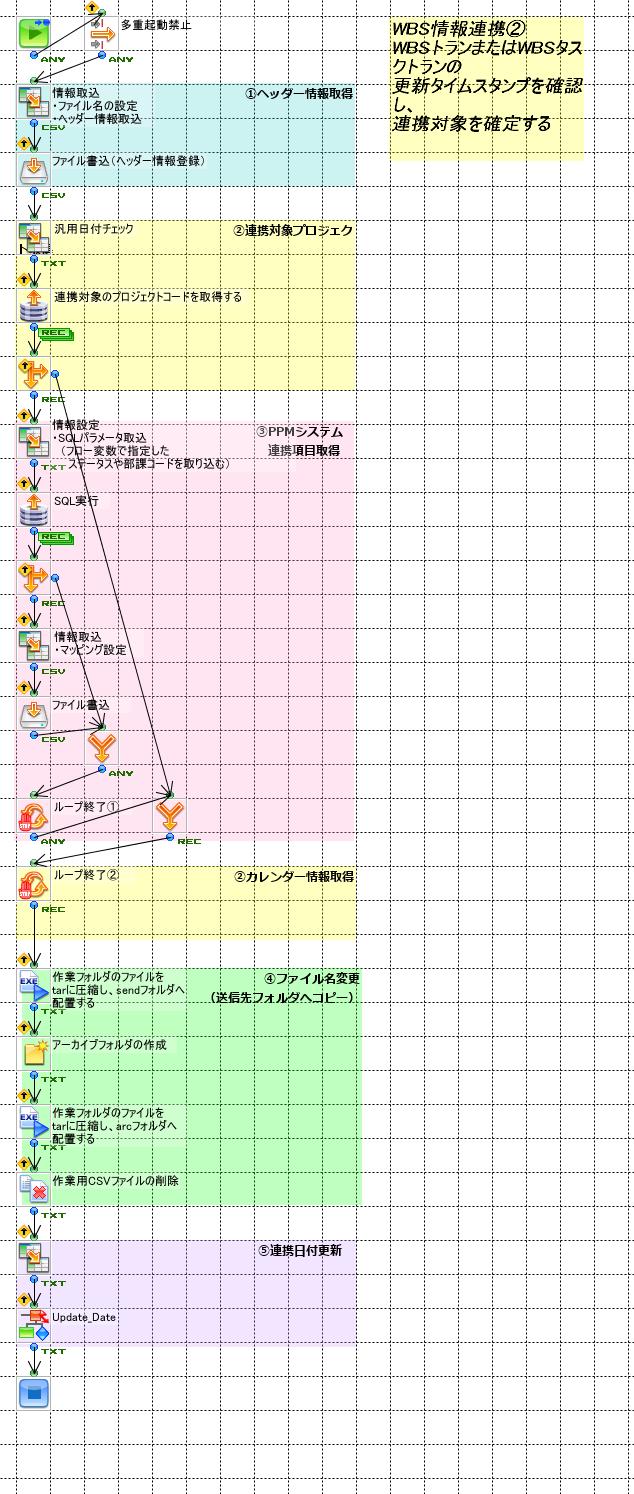 多重起動禁止
ANY
ANY
WBS情報連携②
WBSトランまたはWBSタス
クトランの
更新タイムスタンプを確認
し、
連携対象を確定する
①ヘッダー情報取得
情報取込
・ファイル名の設定
・ヘッダー情報取込
CSV
ファイル書込（ヘッダー情報登録）
CSV
②連携対象プロジェク
汎用日付チェック
TXT
連携対象のプロジェクトコードを取得する
REC
REC
③PPMシステム
連携項目取得
情報設定
・SQLパラメータ取込
（フロー変数で指定した
ステータスや部課コードを取り込む）
TXT
SQL実行
REC
REC
情報取込
・マッピング設定
CSV
ファイル書込
CSV
ANY
ループ終了①
ANY
REC
ループ終了②
②カレンダー情報取得
REC
④ファイル名変更
（送信先フォルダへコピー）
EXE
作業フォルダのファイルを
tarに圧縮し、sendフォルダへ
配置する
TXT
アーカイブフォルダの作成
TXT
EXE
作業フォルダのファイルを
tarに圧縮し、arcフォルダへ
配置する
TXT
作業用CSVファイルの削除
TXT
⑤連携日付更新
TXT
Update_Date
TXT